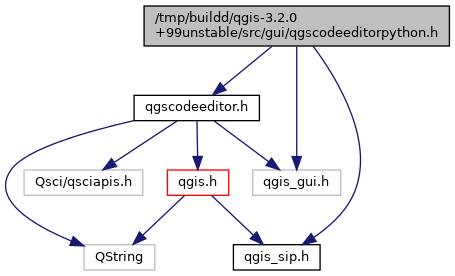 /tmp/buildd/qgis-3.2.0
+99unstable/src/gui/qgscodeeditorpython.h
qgscodeeditor.h
Qsci/qsciapis.h
qgis.h
qgis_gui.h
QString
qgis_sip.h